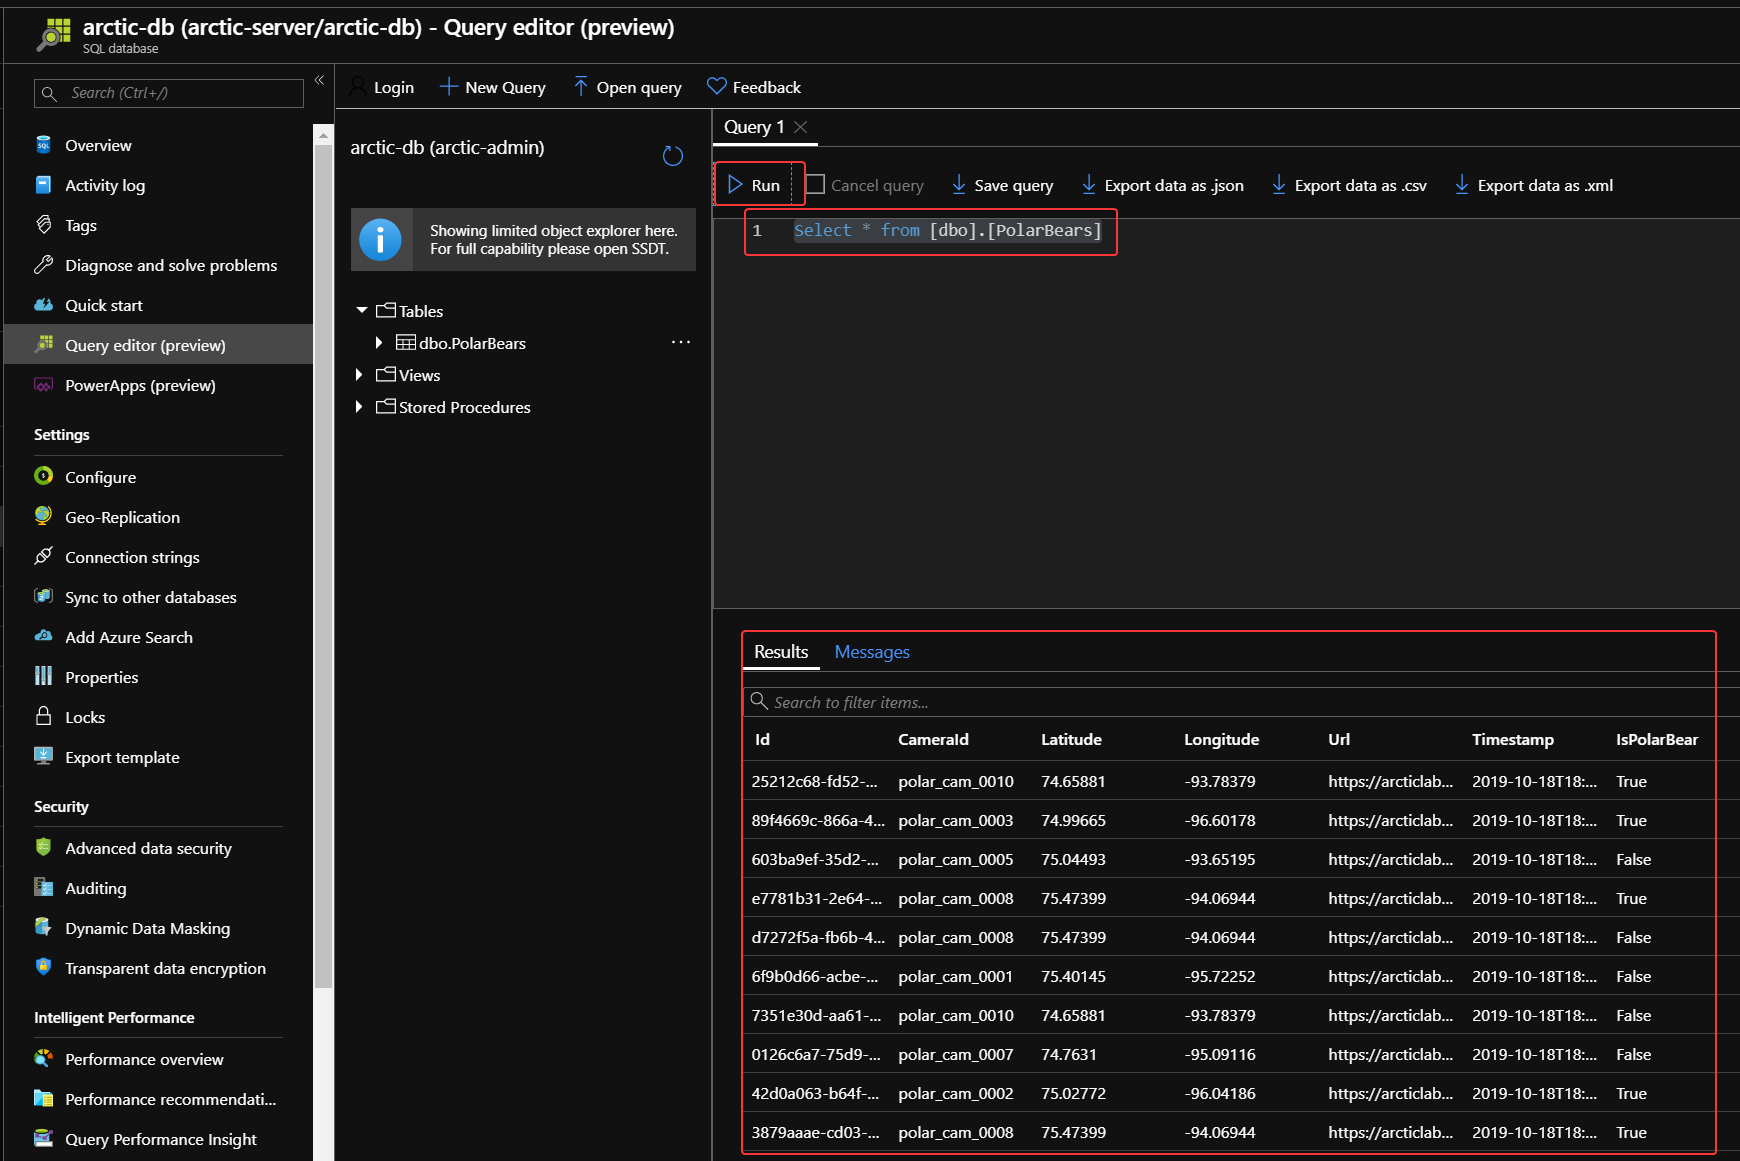 arctic-db (arctic-server/arctic-db) - Query editor (preview)
SQL database
Search (Ctrl+/)
«
Overview
Activity log
Tags
Diagnose and solve problems
Quick start
Query editor (preview)
PowerApps (preview)
Settings
Configure
Geo-Replication
Connection strings
Sync to other databases
Add Azure Search
Properties
Locks
Export template
Security
Advanced data security
Auditing
Dynamic Data Masking
Transparent data encryption
Intelligent Performance
Performance overview
Performance recommendati...
Query Performance Insight
Login New Query Open query Feedback
arctic-db (arctic-admin)
Showing limited object explorer here.
For full capability please open SSDT.
Tables
dbo.PolarBears ...
Views
Stored Procedures
Query 1
Run Cancel query Save query Export data as .json Export data as .csv Export data as .xml
1 Select * from [dbo].[PolarBears]
Results Messages
Search to filter items...
Id CameraId Latitude Longitude Url Timestamp IsPolarBear
25212c68-fd52-... polar_cam_0010 74.65881 -93.78379 https://arcticlab... 2019-10-18T18:... True
89f4669c-866a-4... polar_cam_0003 74.99665 -96.60178 https://arcticlab... 2019-10-18T18:... True
603ba9ef-35d2-... polar_cam_0005 75.04493 -93.65195 https://arcticlab... 2019-10-18T18:... False
e7781b31-2e64-... polar_cam_0008 75.47399 -94.06944 https://arcticlab... 2019-10-18T18:... True
d7272f5a-fb6b-4... polar_cam_0008 75.47399 -94.06944 https://arcticlab... 2019-10-18T18:... False
6f9b0d66-acbe-... polar_cam_0001 75.40145 -95.72252 https://arcticlab... 2019-10-18T18:... False
7351e30d-aa61-... polar_cam_0010 74.65881 -93.78379 https://arcticlab... 2019-10-18T18:... False
0126c6a7-75d9-... polar_cam_0007 74.7631 -95.09116 https://arcticlab... 2019-10-18T18:... False
42d0a063-b64f-... polar_cam_0002 75.02772 -96.04186 https://arcticlab... 2019-10-18T18:... True
3879aaae-cd03-... polar_cam_0008 75.47399 -94.06944 https://arcticlab... 2019-10-18T18:... True